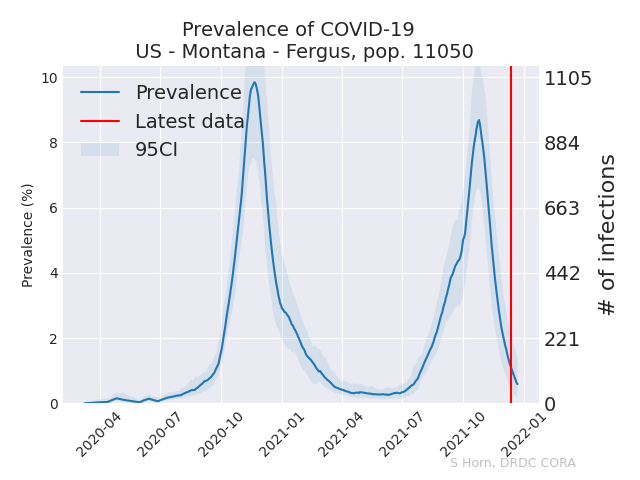 Prevalence of COVID-19
US - Montana - Fergus, pop. 11050
Prevalence
Latest data
95CI
Prevalence (%)
10
8
6
4
2
0
1105
884
663
442
221
0
# of infections
2020-04
2020-07
2020-10
2021-01
2021-04
2021-07
2021-10
2022-01
S Horn, DRDC CORA